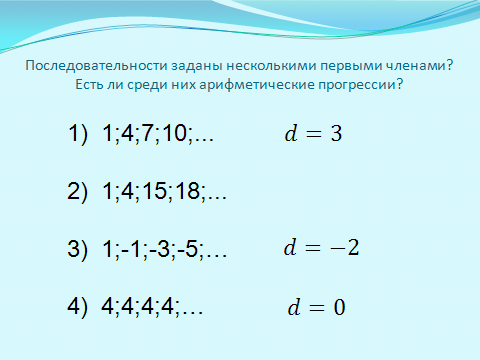 Последовательности заданы несколькими первыми членами?
Есть ли среди них арифметические прогрессии?
1) 1;4;7;10;... d = 3
2) 1;4;15;18;...
3) 1;-1;-3;-5;... d = −2
4) 4;4;4;4;... d = 0